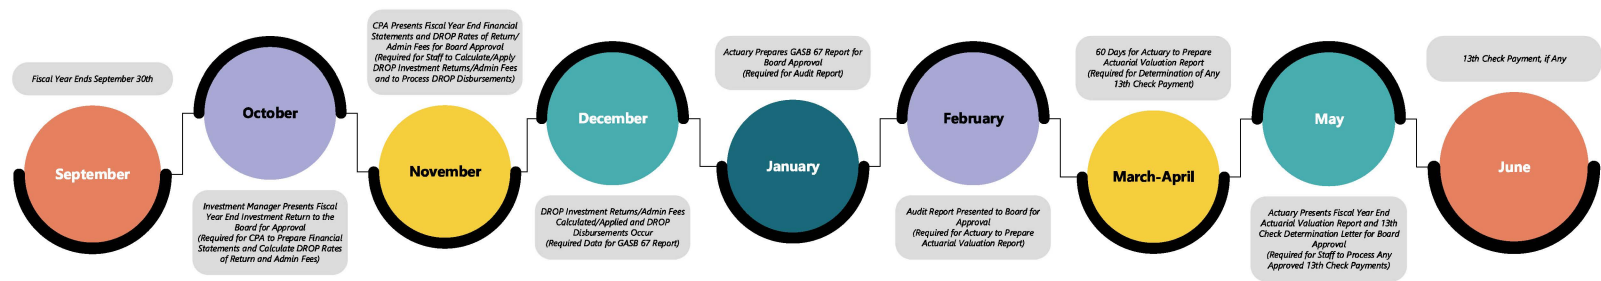 Fiscal Year Ends September 30th
September
October
Investment Manager Presents Fiscal
Year End Investment Return to the
Board for Approval
(Required for CPA to Prepare Financial
Statements and Calculate DROP Rates
of Return and Admin Fees)
CPA Presents Fiscal Year End Financial
Statements and DROP Rates of Return/
Admin Fees for Board Approval
(Required for Staff to Calculate/Apply
DROP Investment Returns/Admin Fees
and to Process DROP Disbursements)
November
December
DROP Investment Returns/Admin Fees
Calculated/Applied and DROP
Disbursements Occur
(Required Data for GASB 67 Report)
Actuary Prepares GASB 67 Report for
Board Approval
(Required for Audit Report)
January
February
Audit Report Presented to Board for
Approval
(Required for Actuary to Prepare
Actuarial Valuation Report)
60 Days for Actuary to Prepare
Actuarial Valuation Report
(Required for Determination of Any
13th Check Payment)
March-April
May
Actuary Presents Fiscal Year End
Actuarial Valuation Report and 13th
Check Determination Letter for Board
Approval
(Required for Staff to Process Any
Approved 13th Check Payments)
13th Check Payment, if Any
June